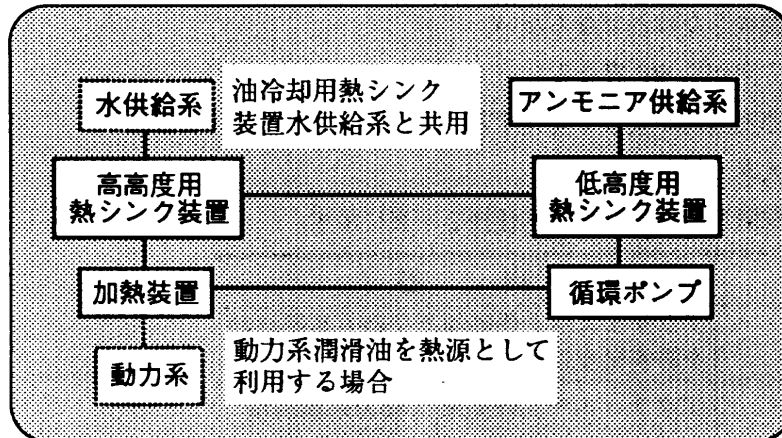 水供給系
油冷却用熱シンク
装置水供給系と共用
アンモニア供給系
高高度用
熱シンク装置
低高度用
熱シンク装置
加熱装置
循環ポンプ
動力系
動力系潤滑油を熱源として
利用する場合